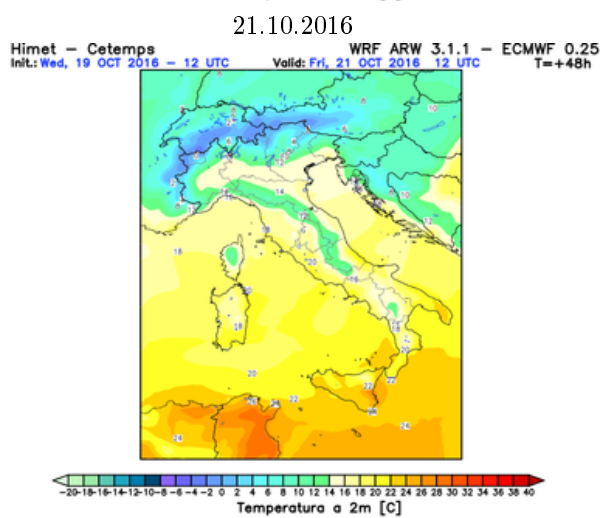 21.10.2016
Himet – Cetemps WRF ARW 3.1.1 – ECMWF 0.25
Init.: Wed, 19 OCT 2016 – 12 UTC Valid: Fri, 21 OCT 2016 12 UTC T=+48h
-20-18-16-14-12-10-8 -6 -4 -2 0 2 4 6 8 10 12 14 16 18 20 22 24 26 28 30 32 34 36 38 40
Temperatura a 2m [C]